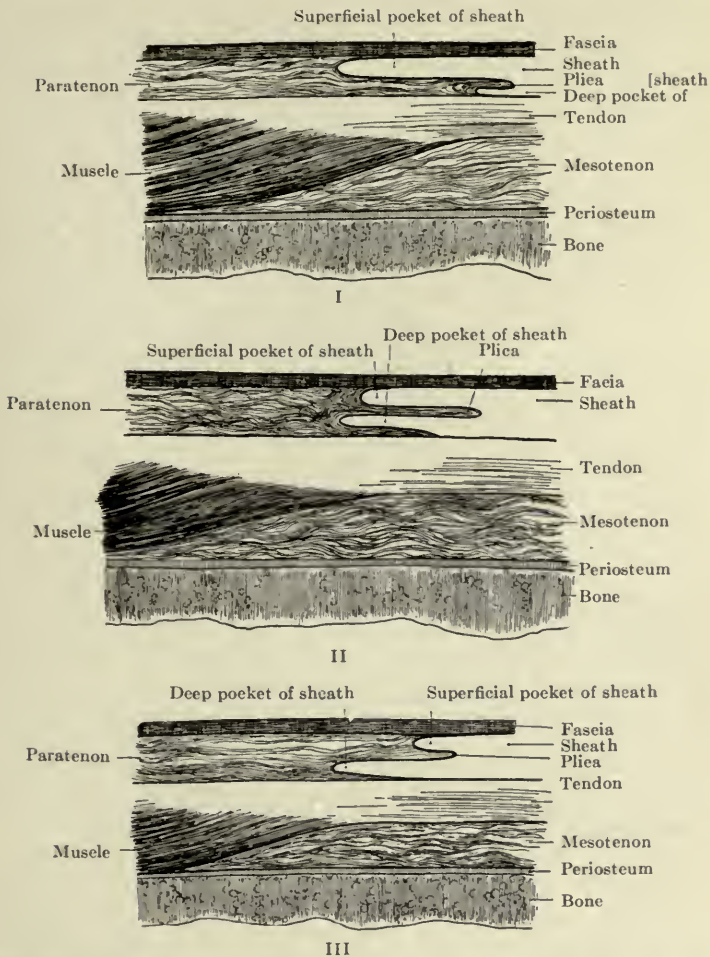 Superficial pocket of sheath
Fascia
Sheath
Paratenon
Plica [sheath
Deep pocket of
Tendon
Muscle
Mesotenon
Periosteum
Bone
I
Deep pocket of sheath
Superficial pocket of sheath
Plica
Facia
Paratenon
Sheath
Tendon
Mesotenon
Muscle
Periosteum
Bone
II
Deep pocket of sheath Superficial pocket of sheath
Fascia
Sheath
Paratenon
Plica
Tendon
Mesotenon
Muscle
Periosteum
Bone
III